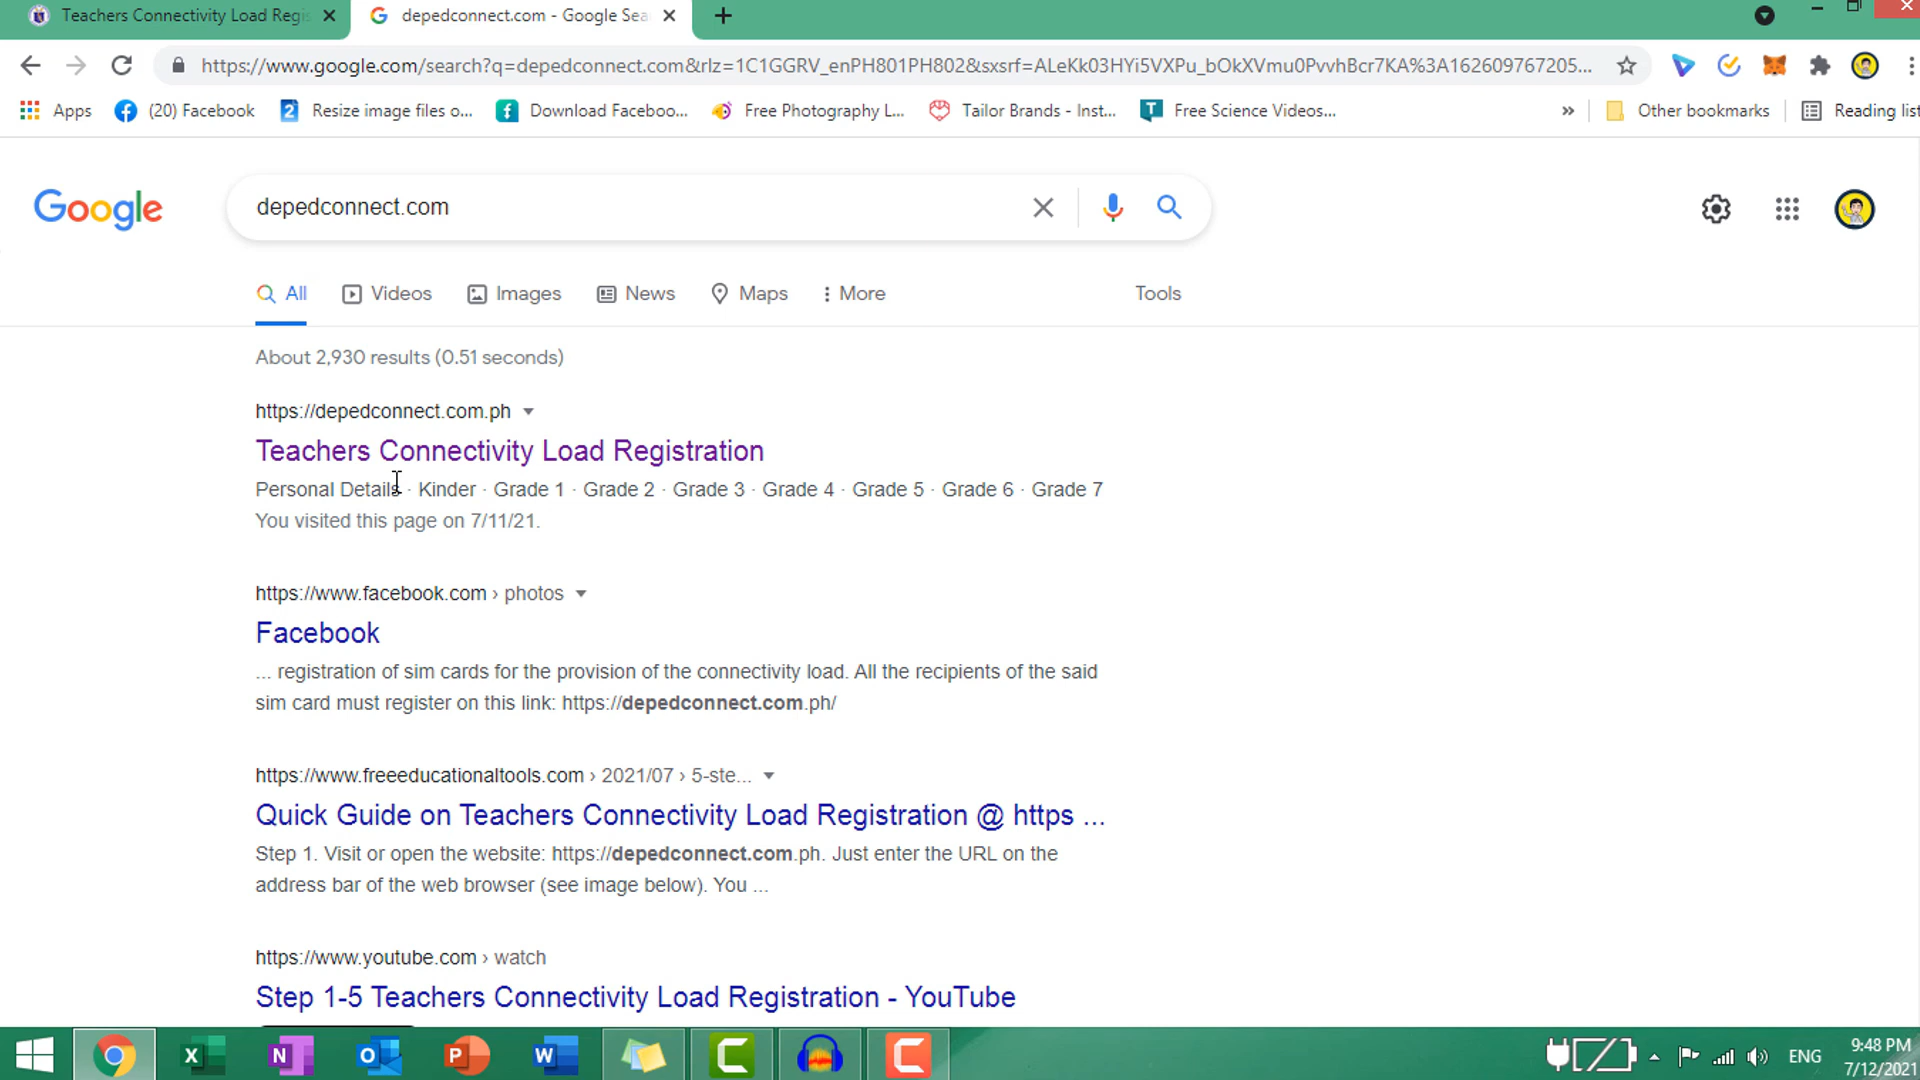 Teachers Connectivity Load Regis
depedconnect.com - Google Sea
https://www.google.com/search?q=depedconnect.com&rlz=1C1GGRV_enPH801PH802&sxsrf=ALeKk03HYi5VXPu_bOkXVmu0PvvhBcr7KA%3A162609767205...
Apps
(20) Facebook
Resize image files o...
Download Faceboo...
Free Photography L...
Tailor Brands - Inst...
Free Science Videos...
»
Other bookmarks
Reading list
Google
depedconnect.com
All
Videos
Images
News
Maps
More
Tools
About 2,930 results (0.51 seconds)
https://depedconnect.com.ph
Teachers Connectivity Load Registration
Personal Details · Kinder · Grade 1 · Grade 2 · Grade 3 · Grade 4 · Grade 5 · Grade 6 · Grade 7
You visited this page on 7/11/21.
https://www.facebook.com › photos
Facebook
... registration of sim cards for the provision of the connectivity load. All the recipients of the said
sim card must register on this link: https://depedconnect.com.ph/
https://www.freeeducationaltools.com › 2021/07 › 5-ste...
Quick Guide on Teachers Connectivity Load Registration @ https ...
Step 1. Visit or open the website: https://depedconnect.com.ph. Just enter the URL on the
address bar of the web browser (see image below). You ...
https://www.youtube.com › watch
Step 1-5 Teachers Connectivity Load Registration - YouTube
ENG
9:48 PM
7/12/2021